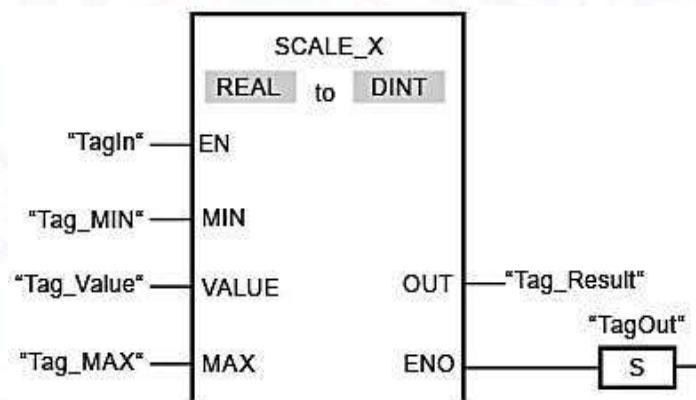 SCALE_X
REAL to DINT
"TagIn" EN
"Tag_MIN" MIN
"Tag_Value" VALUE OUT "Tag_Result"
"TagOut"
"Tag_MAX" MAX ENO S